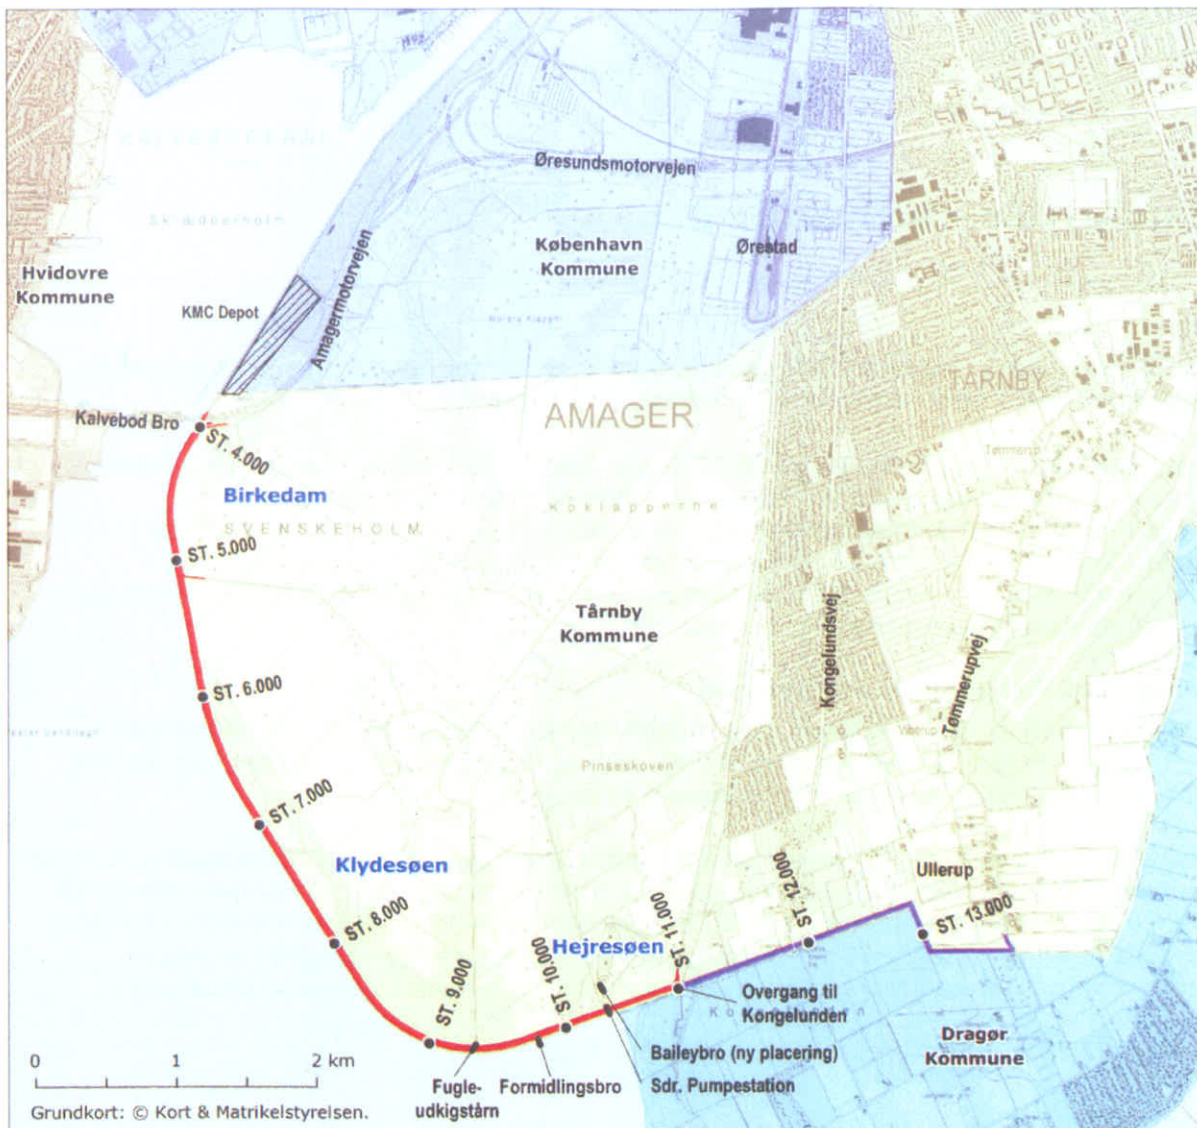 Øresundsmotorvejen
København
Kommune
Ørestad
Hvidovre
Kommune
KMC Depot
Amagermotorvejen
TÅRNBY
Kalvebod Bro
AMAGER
ST. 4.000
Birkedam
SVENSKEHOLM
Koklapperne
ST. 5.000
Tårnby
Kommune
Kongelundsvej
Tømmerupvej
ST. 6.000
Pinseskoven
ST. 7.000
Klydesøen
Ullerup
ST. 8.000
ST. 12.000
ST. 13.000
Hejresøen
ST. 11.000
ST. 10.000
ST. 9.000
Overgang til
Kongelunden
Dragør
Kommune
Baileybro (ny placering)
0 1 2 km
Fugle-
udkigstårn
Formidlingsbro
Sdr. Pumpestation
Grundkort: © Kort & Matrikelstyrelsen.